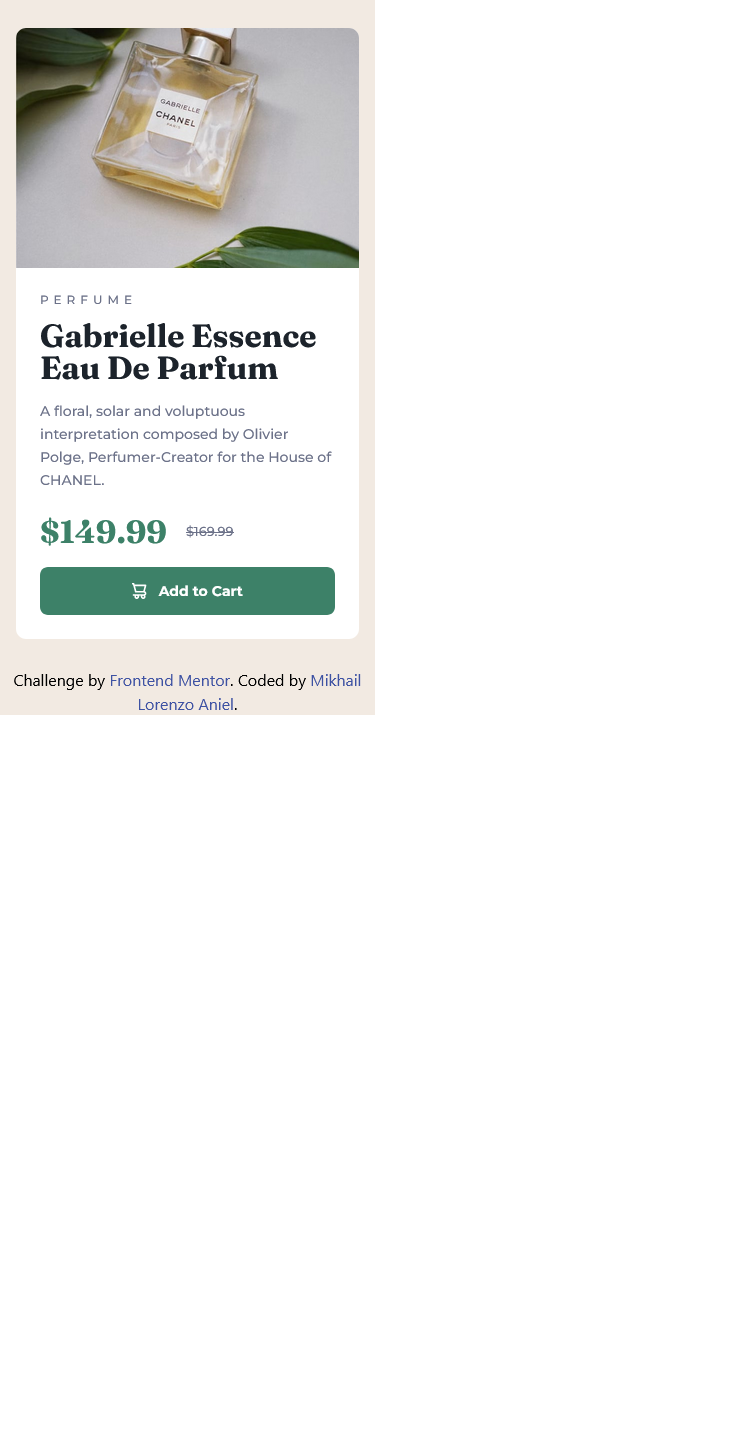 GABRIELLE
CHANEL
PARIS
PERFUME
Gabrielle Essence
Eau De Parfum
A floral, solar and voluptuous
interpretation composed by Olivier
Polge, Perfumer-Creator for the House of
CHANEL.
$149.99 $169.99
Add to Cart
Challenge by Frontend Mentor. Coded by Mikhail
Lorenzo Aniel.